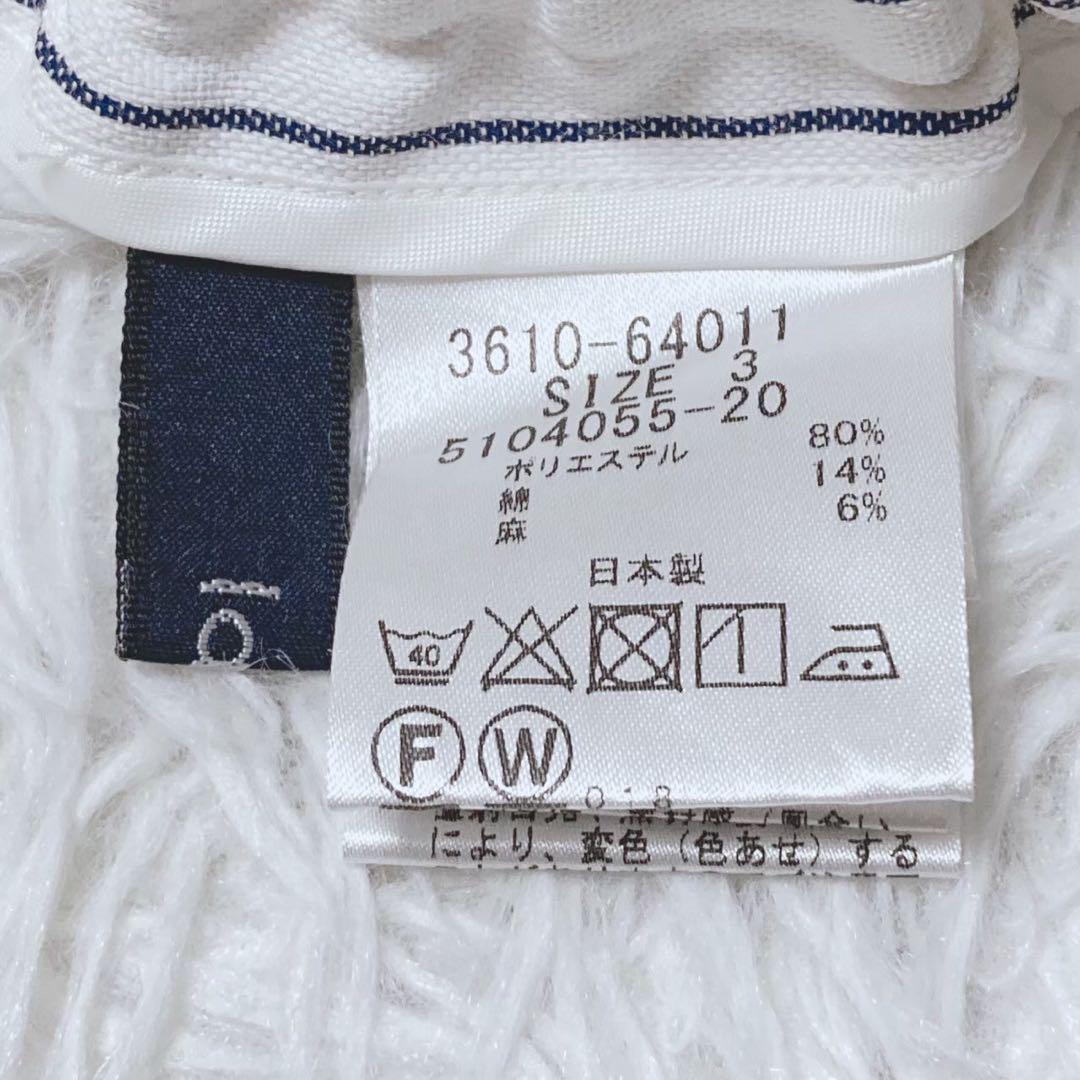 3610-64011
SIZE 3
5104055-20
ポリエステル 80%
綿 14%
麻 6%
日本製
40
F W
018
により、変色(色あせ)する